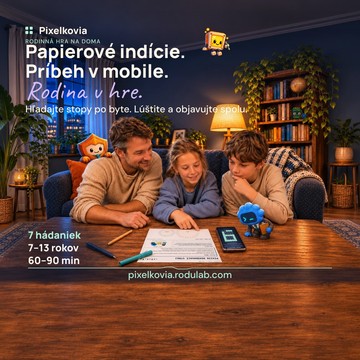 Pixelkovia
RODINNÁ HRA NA DOMA
Papierové indície.
Príbeh v mobile.
Rodina v hre.
Hľadajte stopy po byte. Lúštite a objavujte spolu.
7 hádaniek
7–13 rokov
60–90 min
pixelkovia.rodulab.com